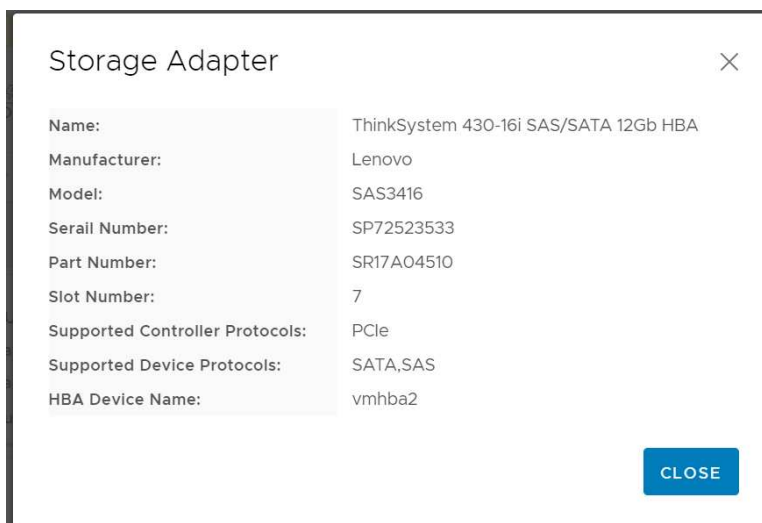 Storage Adapter
Name: ThinkSystem 430-16i SAS/SATA 12Gb HBA
Manufacturer: Lenovo
Model: SAS3416
Serail Number: SP72523533
Part Number: SR17A04510
Slot Number: 7
Supported Controller Protocols: PCIe
Supported Device Protocols: SATA,SAS
HBA Device Name: vmhba2
CLOSE